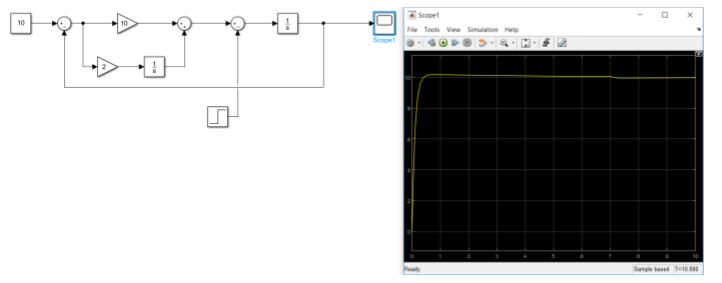 Scope1
File Tools View Simulation Help
10
10
1
s
1
s
Scope1
2
1
s
10
8
6
4
2
0
0 1 2 3 4 5 6 7 8 9 10
Ready
Sample based T=10.000